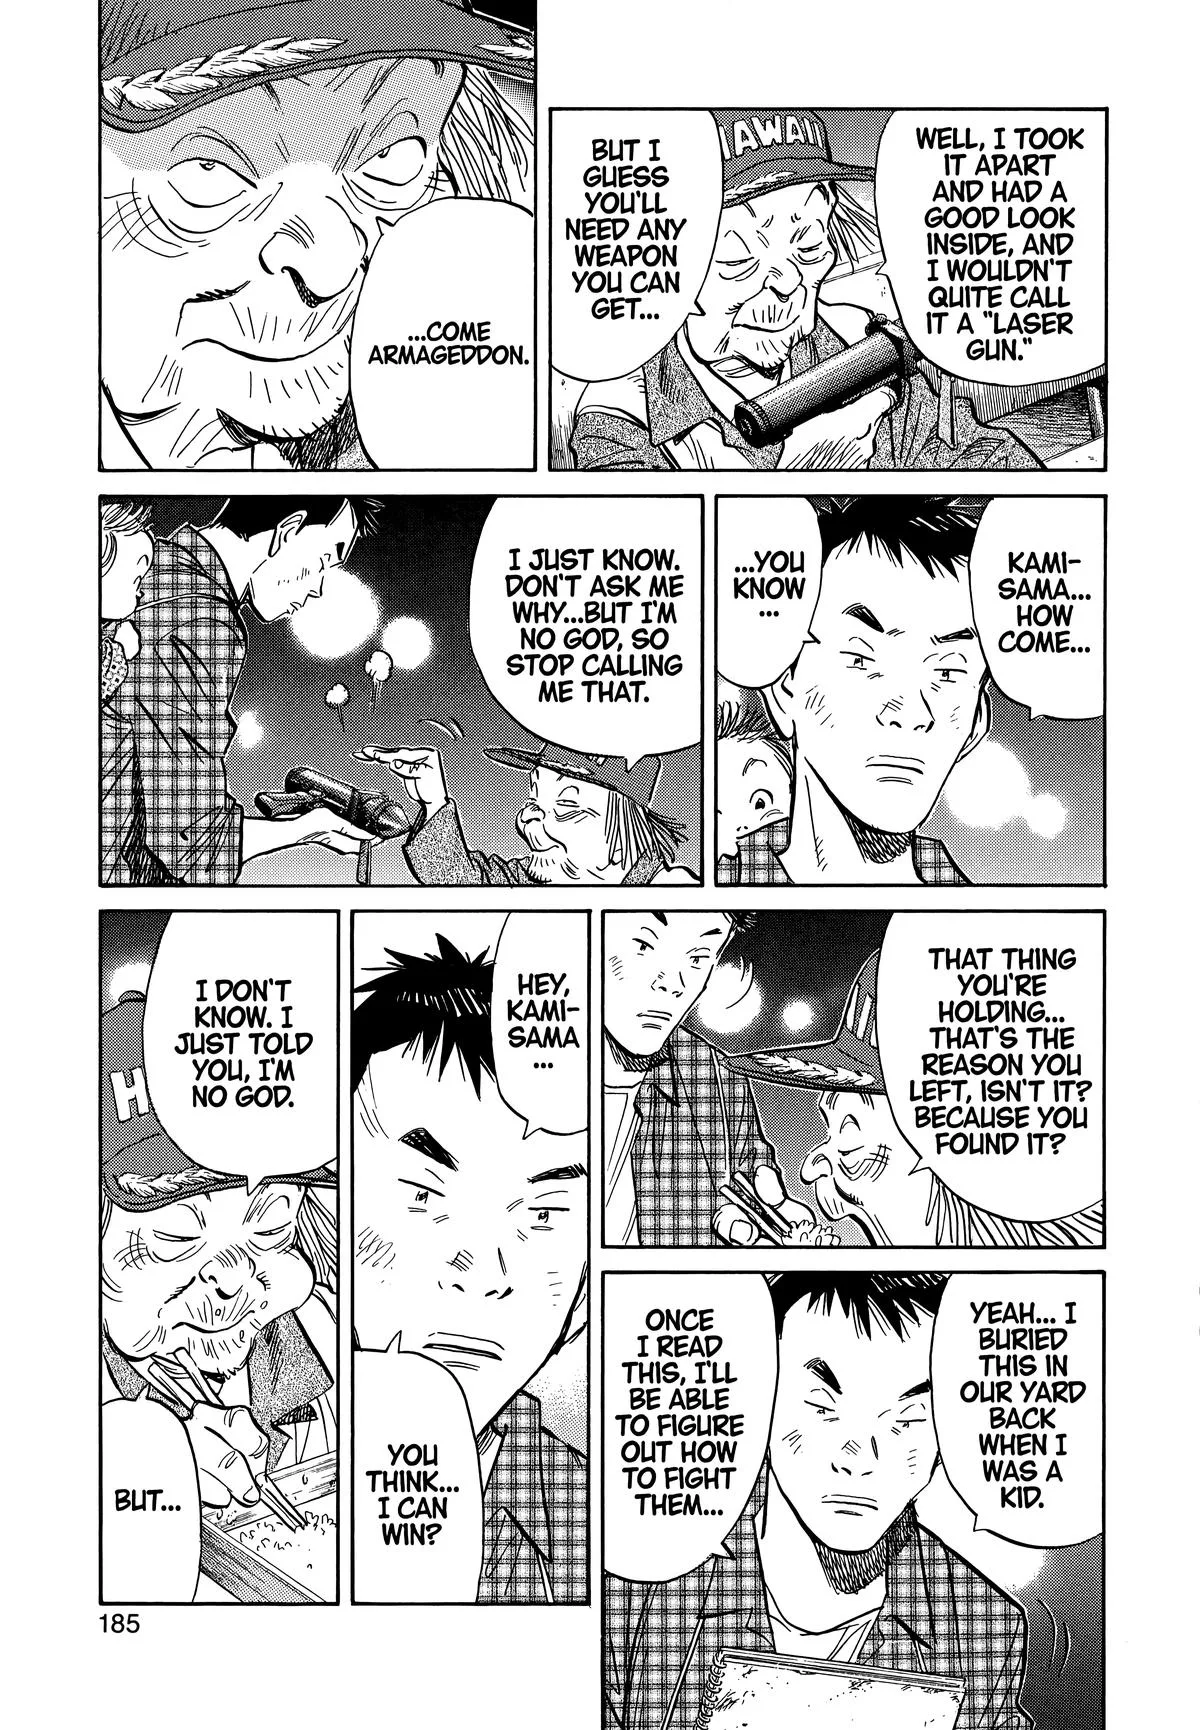 HAWAII
WELL, I TOOK
IT APART
AND HAD A
GOOD LOOK
INSIDE, AND
I WOULDN'T
QUITE CALL
IT A "LASER
GUN."
BUT I
GUESS
YOU'LL
NEED ANY
WEAPON
YOU CAN
GET...
...COME
ARMAGEDDON.
KAMI-
SAMA...
HOW
COME...
...YOU
KNOW
...
I JUST KNOW.
DON'T ASK ME
WHY...BUT I'M
NO GOD, SO
STOP CALLING
ME THAT.
THAT THING
YOU'RE
HOLDING...
THAT'S THE
REASON YOU
LEFT, ISN'T IT?
BECAUSE YOU
FOUND IT?
YEAH... I
BURIED
THIS IN
OUR YARD
BACK
WHEN I
WAS A
KID.
ONCE
I READ
THIS, I'LL
BE ABLE
TO FIGURE
OUT HOW
TO FIGHT
THEM...
HEY,
KAMI-
SAMA
...
YOU
THINK...
I CAN
WIN?
I DON'T
KNOW. I
JUST TOLD
YOU, I'M
NO GOD.
H
BUT...
185